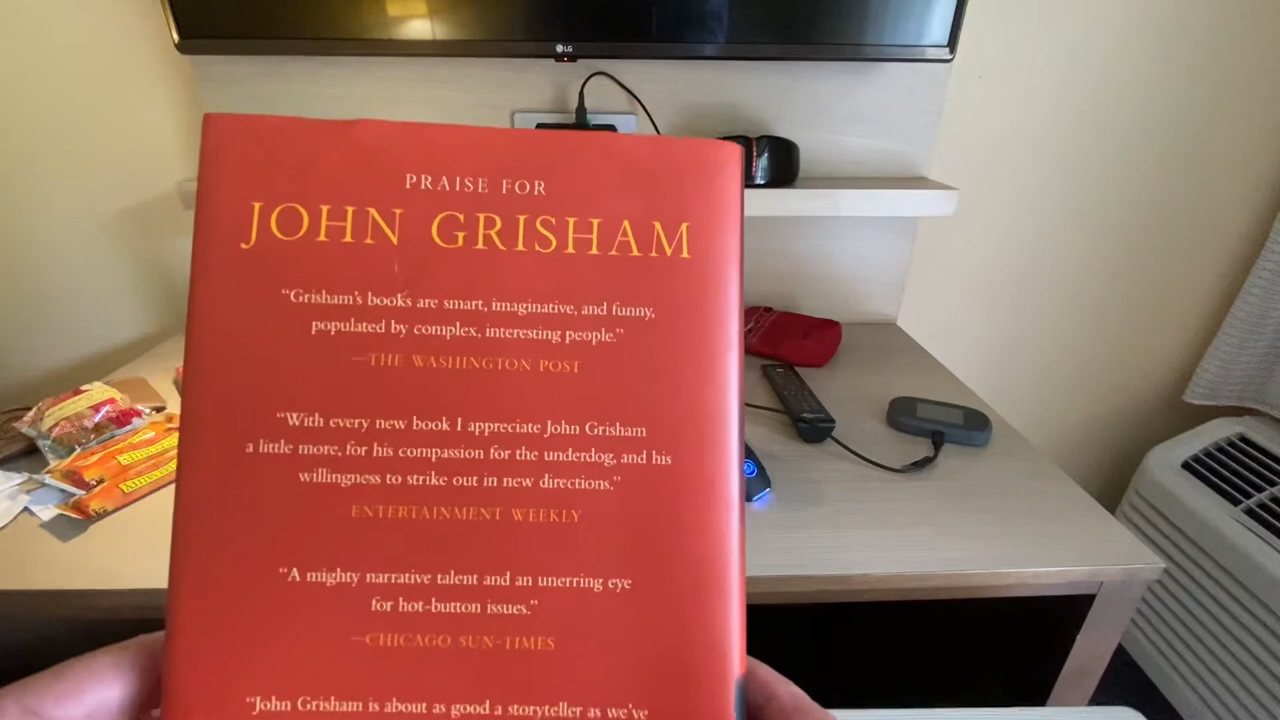 LG
PRAISE FOR
JOHN GRISHAM
“Grisham’s books are smart, imaginative, and funny,
populated by complex, interesting people.”
—THE WASHINGTON POST
“With every new book I appreciate John Grisham
a little more, for his compassion for the underdog, and his
willingness to strike out in new directions.”
ENTERTAINMENT WEEKLY
“A mighty narrative talent and an unerring eye
for hot-button issues.”
—CHICAGO SUN-TIMES
“John Grisham is about as good a storyteller as we’ve